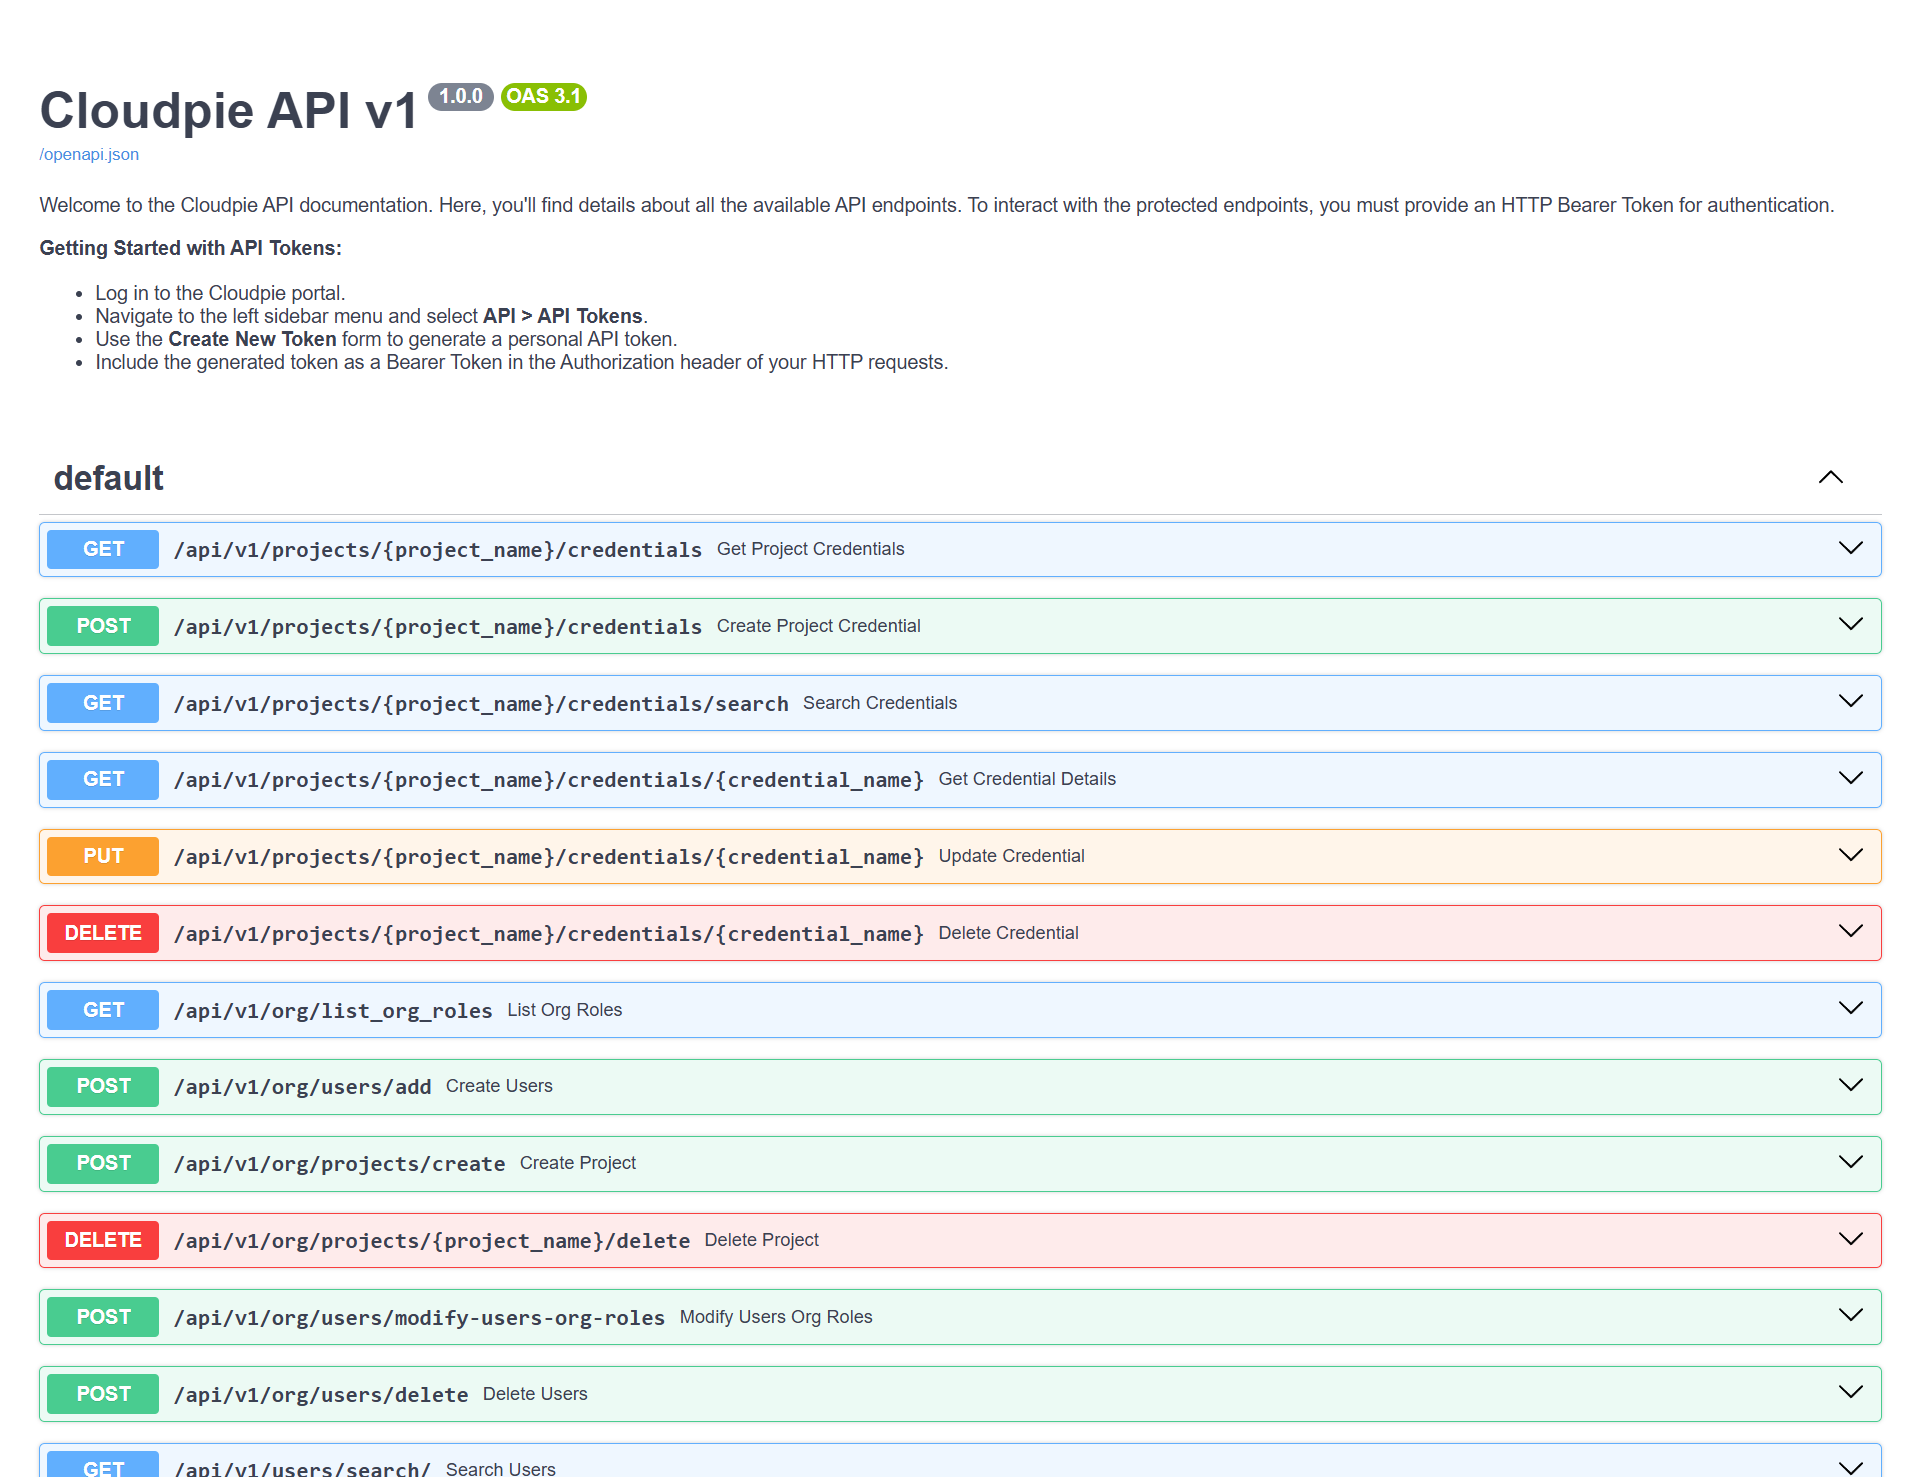 Cloudpie API v1 1.0.0 OAS 3.1
/openapi.json
Welcome to the Cloudpie API documentation. Here, you'll find details about all the available API endpoints. To interact with the protected endpoints, you must provide an HTTP Bearer Token for authentication.
Getting Started with API Tokens:
• Log in to the Cloudpie portal.
• Navigate to the left sidebar menu and select API > API Tokens.
• Use the Create New Token form to generate a personal API token.
• Include the generated token as a Bearer Token in the Authorization header of your HTTP requests.
default
GET /api/v1/projects/{project_name}/credentials Get Project Credentials
POST /api/v1/projects/{project_name}/credentials Create Project Credential
GET /api/v1/projects/{project_name}/credentials/search Search Credentials
GET /api/v1/projects/{project_name}/credentials/{credential_name} Get Credential Details
PUT /api/v1/projects/{project_name}/credentials/{credential_name} Update Credential
DELETE /api/v1/projects/{project_name}/credentials/{credential_name} Delete Credential
GET /api/v1/org/list_org_roles List Org Roles
POST /api/v1/org/users/add Create Users
POST /api/v1/org/projects/create Create Project
DELETE /api/v1/org/projects/{project_name}/delete Delete Project
POST /api/v1/org/users/modify-users-org-roles Modify Users Org Roles
POST /api/v1/org/users/delete Delete Users
GET /api/v1/users/search/ Search Users